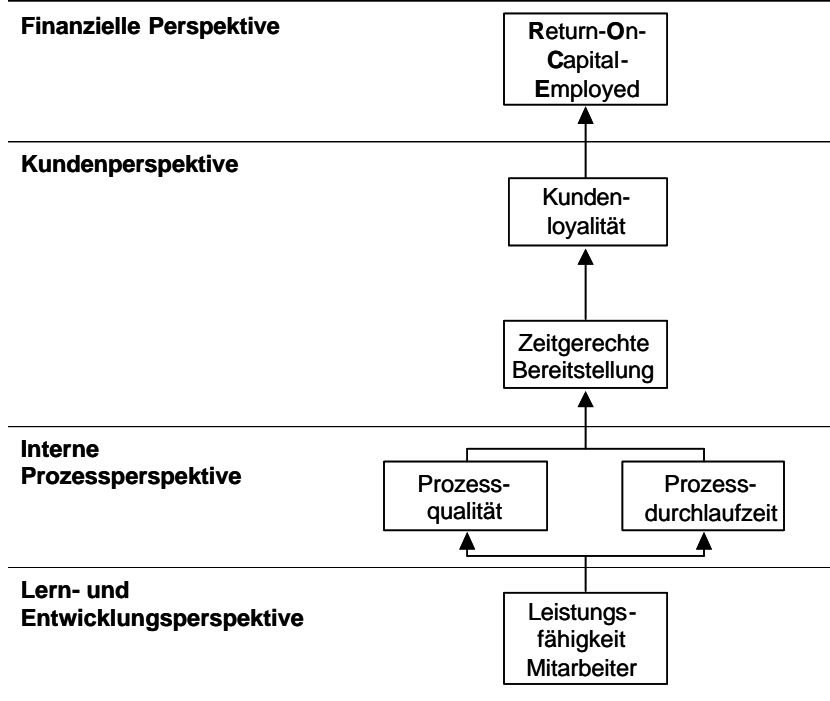 Finanzielle Perspektive
Return-On-
Capital-
Employed
Kundenperspektive
Kunden-
loyalität
Zeitgerechte
Bereitstellung
Interne
Prozessperspektive
Prozess-
qualität
Prozess-
durchlaufzeit
Lern- und
Entwicklungsperspektive
Leistungs-
fähigkeit
Mitarbeiter